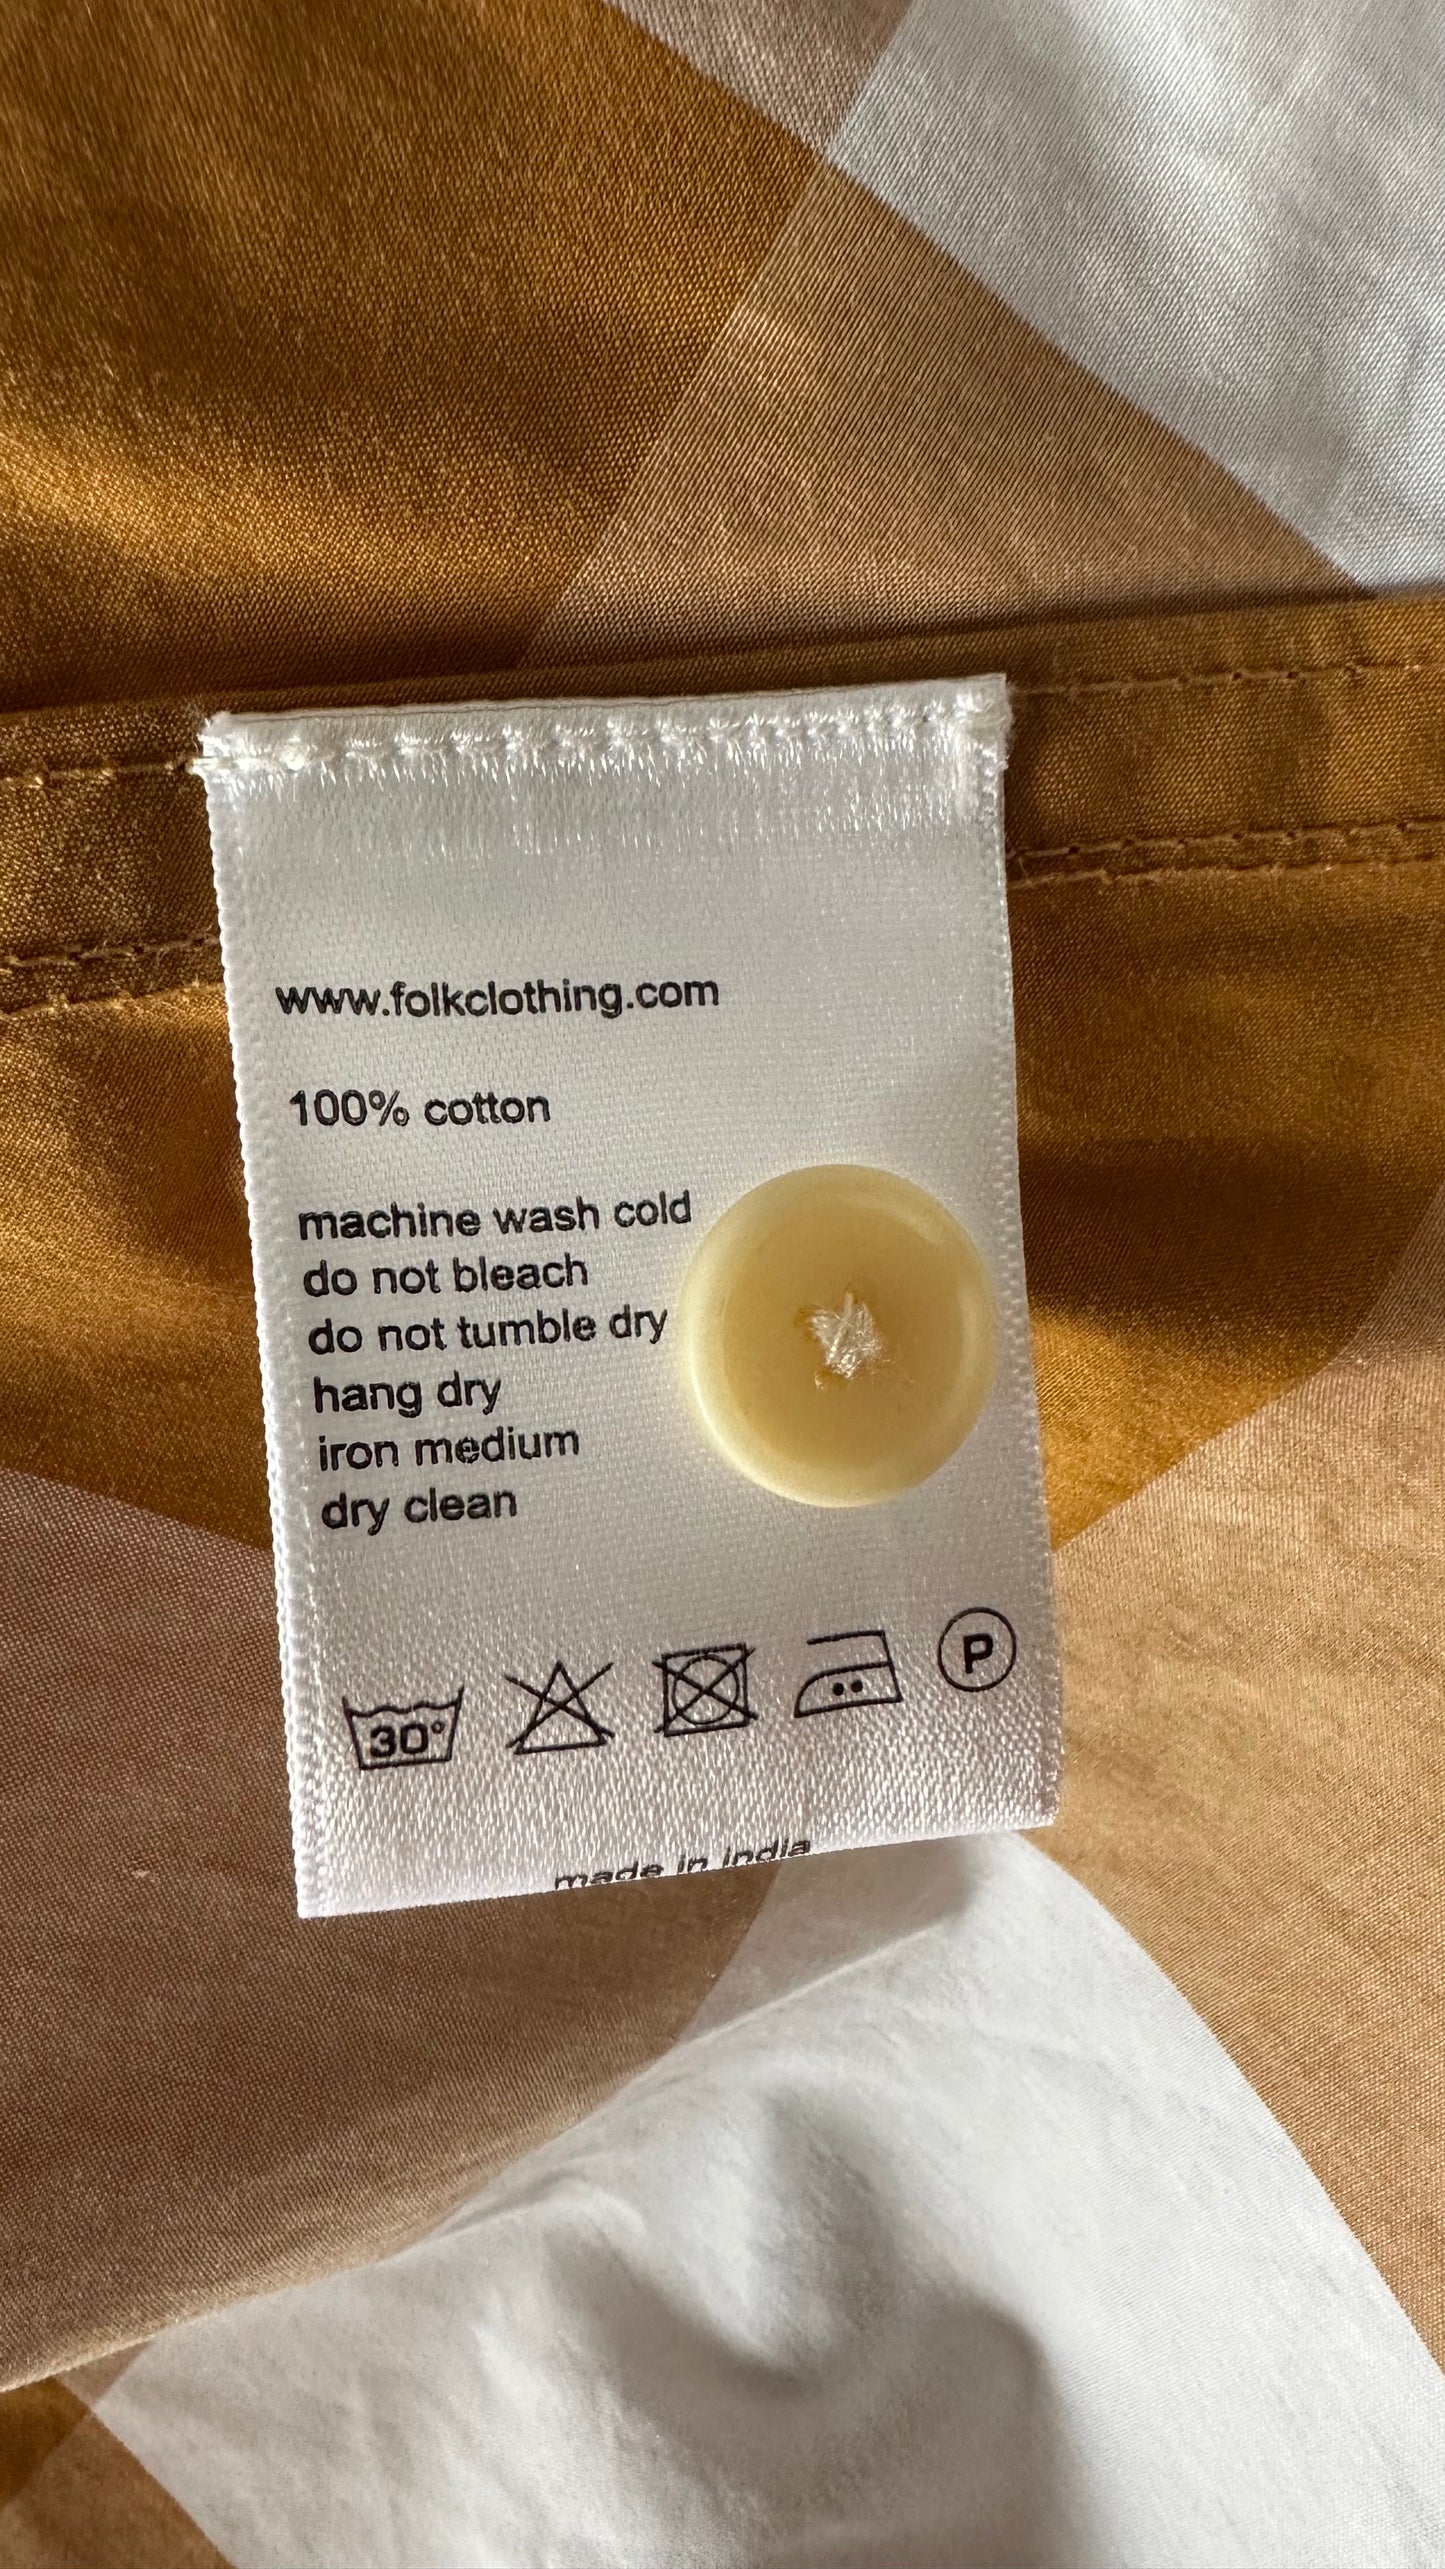 www.folkclothing.com
100% cotton
machine wash cold
do not bleach
do not tumble dry
hang dry
iron medium
dry clean
30°
P
made in india